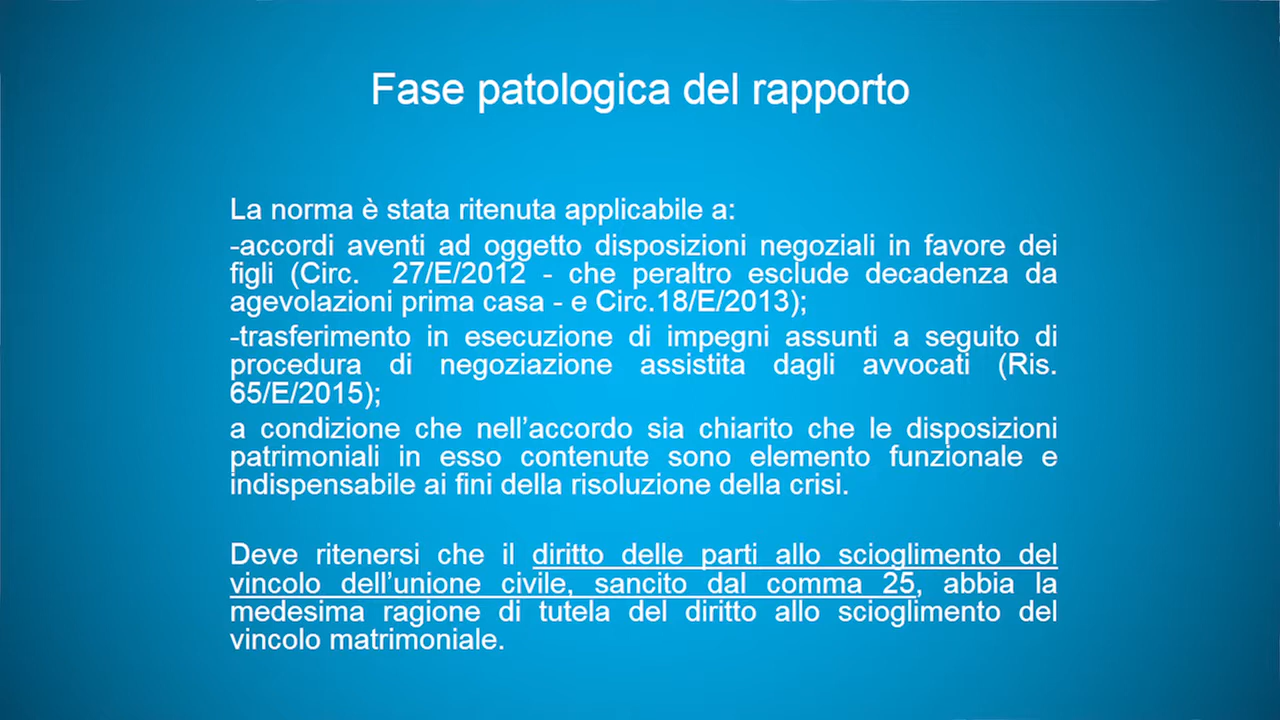 Fase patologica del rapporto
La norma è stata ritenuta applicabile a:
-accordi aventi ad oggetto disposizioni negoziali in favore dei
figli (Circ. 27/E/2012 - che peraltro esclude decadenza da
agevolazioni prima casa - e Circ.18/E/2013);
-trasferimento in esecuzione di impegni assunti a seguito di
procedura di negoziazione assistita dagli avvocati (Ris.
65/E/2015);
a condizione che nell’accordo sia chiarito che le disposizioni
patrimoniali in esso contenute sono elemento funzionale e
indispensabile ai fini della risoluzione della crisi.
Deve ritenersi che il diritto delle parti allo scioglimento del
vincolo dell’unione civile, sancito dal comma 25, abbia la
medesima ragione di tutela del diritto allo scioglimento del
vincolo matrimoniale.